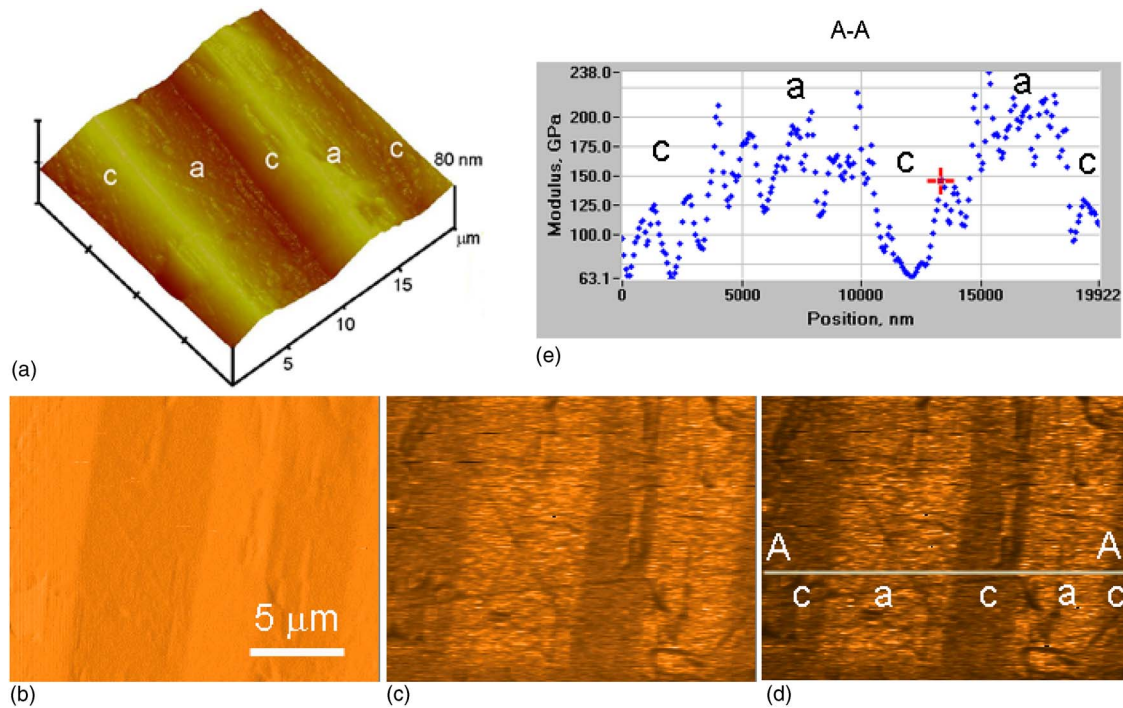 c
a
c
a
c
80 nm
μm
15
10
5
(a)
A-A
238.0
200.0
175.0
150.0
125.0
100.0
63.1
Modulus, GPa
0
5000
10000
15000
19922
Position, nm
c
a
c
a
c
(e)
5 μm
(b)
(c)
A
A
c
a
c
a
c
(d)